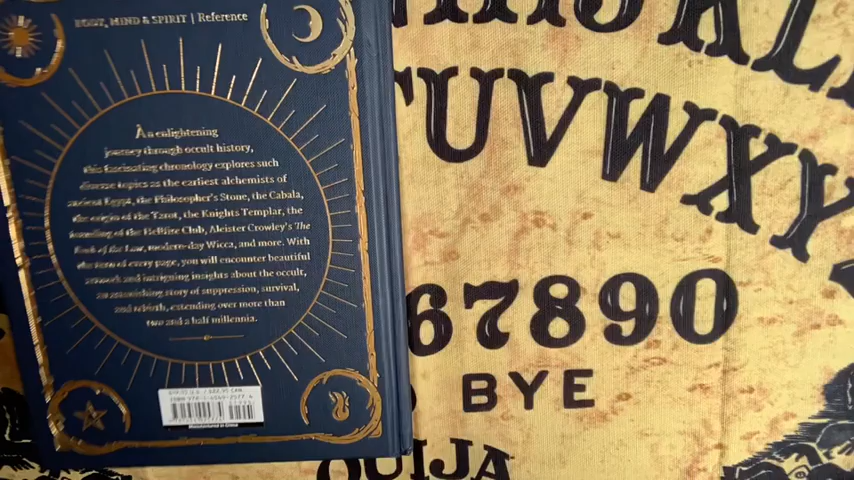 BODY, MIND & SPIRIT | Reference
An enlightening
journey through occult history,
this fascinating chronology explores such
diverse topics as the earliest alchemists of
ancient Egypt, the Philosopher's Stone, the Cabala,
the origin of the Tarot, the Knights Templar, the
founding of the Hellfire Club, Aleister Crowley's The
Book of the Law, modern-day Wicca, and more. With
the turn of every page, you will encounter beautiful
artwork and intriguing insights about the occult,
an astonishing story of suppression, survival,
and rebirth, extending over more than
two and a half millennia.
Manufactured in China
UVWXY
67890
BYE
OUIJA